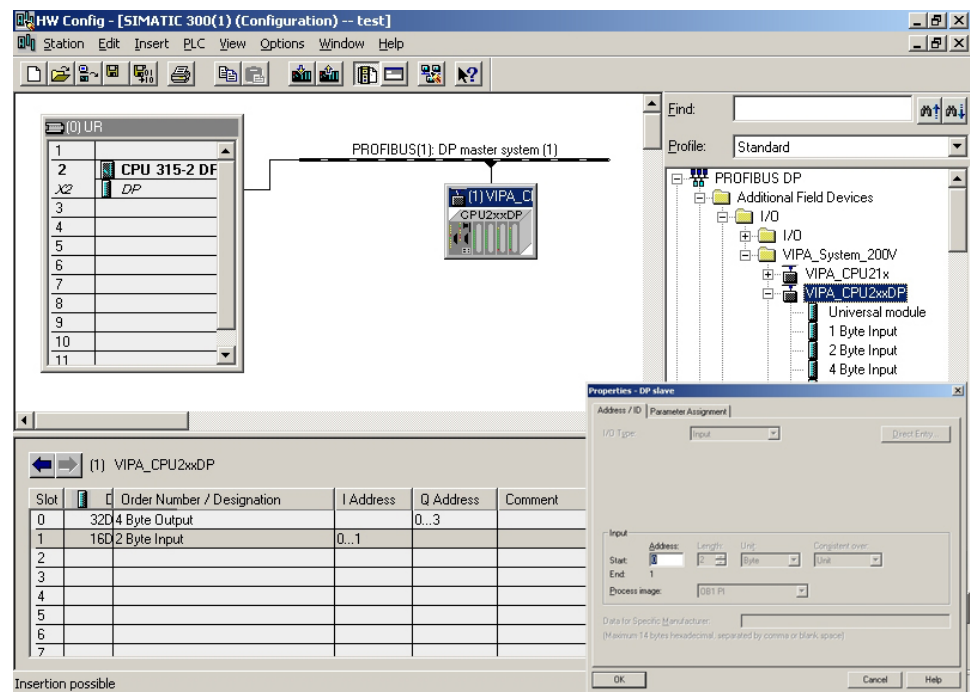 HW Config - [SIMATIC 300(1) (Configuration) -- test]
Station Edit Insert PLC View Options Window Help
(0) UR
1
2 CPU 315-2 DP
X2 DP
3
4
5
6
7
8
9
10
11
PROFIBUS(1): DP master system (1)
(1) VIPA_C
CPU2xxDP
Find:
Profile: Standard
PROFIBUS DP
Additional Field Devices
I/O
I/O
VIPA_System_200V
VIPA_CPU21x
VIPA_CPU2xxDP
Universal module
1 Byte Input
2 Byte Input
4 Byte Input
(1) VIPA_CPU2xxDP
Slot D Order Number / Designation I Address Q Address Comment
0 32D 4 Byte Output 0...3
1 16D 2 Byte Input 0...1
2
3
4
5
6
7
Insertion possible
Properties - DP slave
Address / ID Parameter Assignment
I/O Type: Input Direct Entry...
Input
Address: Length: Unit: Consistent over:
Start: 0 2 Byte Unit
End: 1
Process image: OB1 PI
Data for Specific Manufacturer:
(Maximum 14 bytes hexadecimal, separated by comma or blank space)
OK Cancel Help